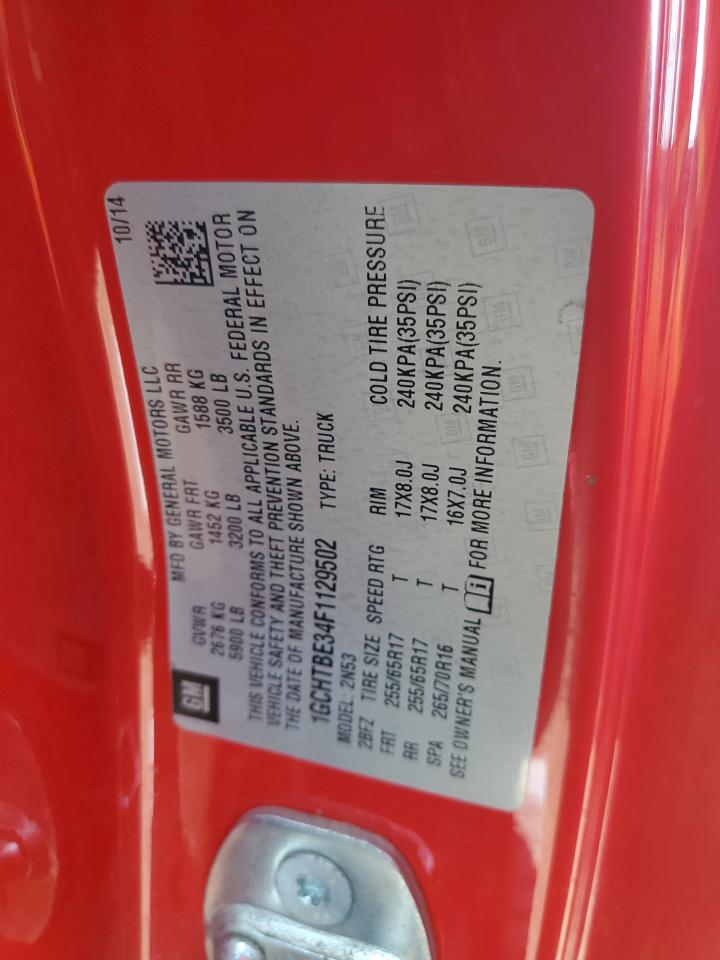 GM
MFD BY GENERAL MOTORS LLC 10/14
GVWR GAWR FRT GAWR RR
2676 KG 1452 KG 1588 KG
5900 LB 3200 LB 3500 LB
THIS VEHICLE CONFORMS TO ALL APPLICABLE U.S. FEDERAL MOTOR
VEHICLE SAFETY AND THEFT PREVENTION STANDARDS IN EFFECT ON
THE DATE OF MANUFACTURE SHOWN ABOVE.
1GCHTBE34F1129502 TYPE: TRUCK
MODEL: 2N53
2BFZ TIRE SIZE SPEED RTG RIM COLD TIRE PRESSURE
FRT 255/65R17 T 17X8.0J 240KPA(35PSI)
RR 255/65R17 T 17X8.0J 240KPA(35PSI)
SPA 265/70R16 T 16X7.0J 240KPA(35PSI)
SEE OWNER'S MANUAL FOR MORE INFORMATION.